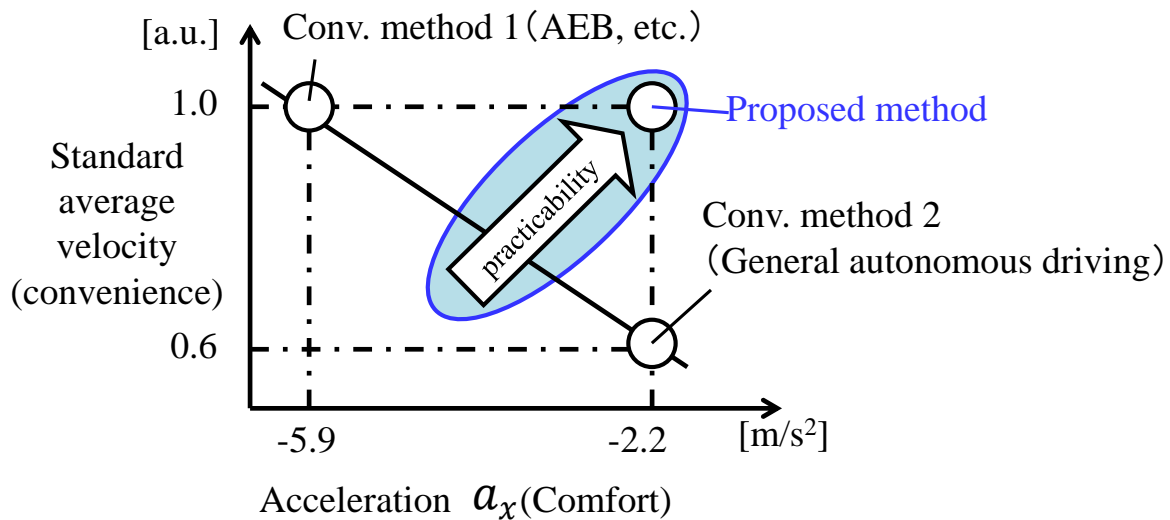 [a.u.]
Conv. method 1（AEB, etc.）
1.0
Proposed method
Standard
average
velocity
(convenience)
practicability
Conv. method 2
（General autonomous driving）
0.6
-5.9
-2.2
[m/s²]
Acceleration aₓ(Comfort)